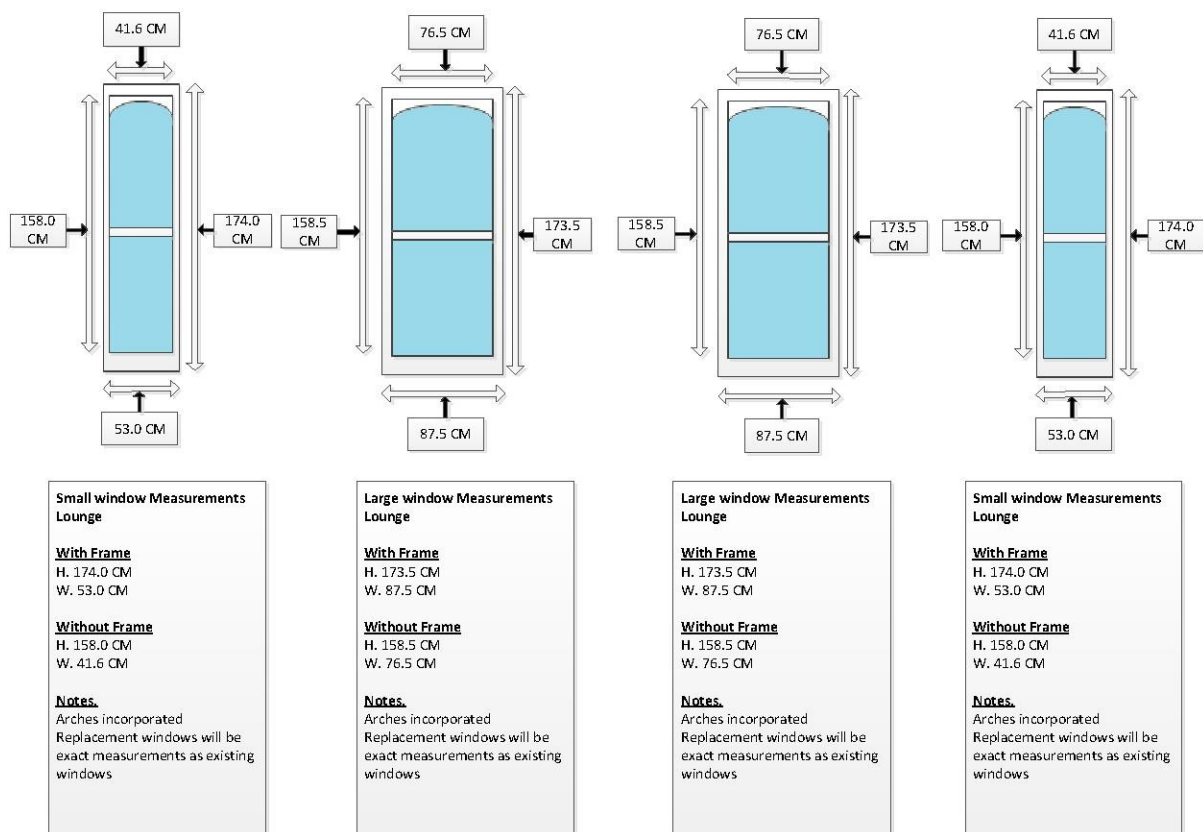 41.6 CM
76.5 CM
76.5 CM
41.6 CM
158.0
CM
174.0
CM
158.5
CM
173.5
CM
158.5
CM
173.5
CM
158.0
CM
174.0
CM
53.0 CM
87.5 CM
87.5 CM
53.0 CM
Small window Measurements
Lounge
With Frame
H. 174.0 CM
W. 53.0 CM
Without Frame
H. 158.0 CM
W. 41.6 CM
Notes.
Arches incorporated
Replacement windows will be
exact measurements as existing
windows
Large window Measurements
Lounge
With Frame
H. 173.5 CM
W. 87.5 CM
Without Frame
H. 158.5 CM
W. 76.5 CM
Notes.
Arches incorporated
Replacement windows will be
exact measurements as existing
windows
Large window Measurements
Lounge
With Frame
H. 173.5 CM
W. 87.5 CM
Without Frame
H. 158.5 CM
W. 76.5 CM
Notes.
Arches incorporated
Replacement windows will be
exact measurements as existing
windows
Small window Measurements
Lounge
With Frame
H. 174.0 CM
W. 53.0 CM
Without Frame
H. 158.0 CM
W. 41.6 CM
Notes.
Arches incorporated
Replacement windows will be
exact measurements as existing
windows